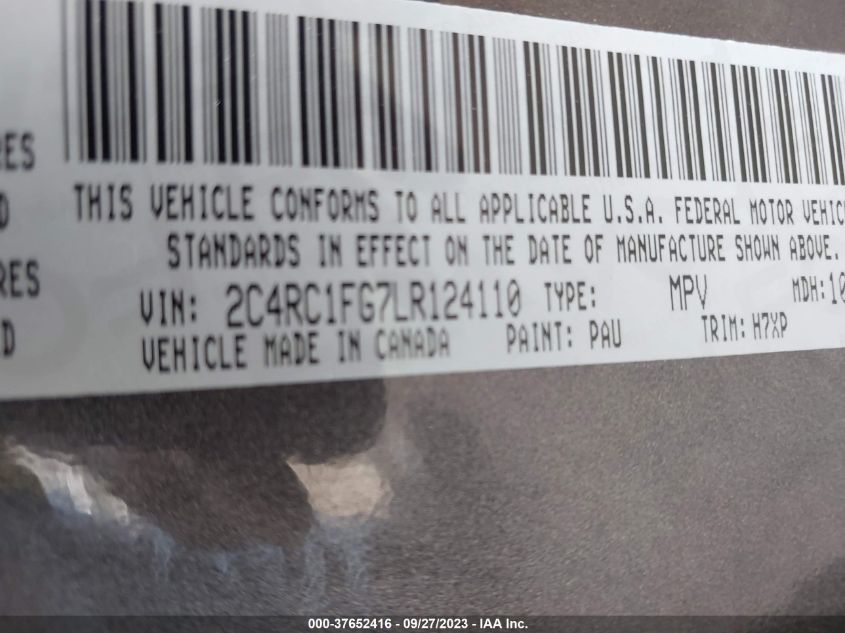 RES
THIS VEHICLE CONFORMS TO ALL APPLICABLE U.S.A. FEDERAL MOTOR VEHIC
D
STANDARDS IN EFFECT ON THE DATE OF MANUFACTURE SHOWN ABOVE.
RES
VIN: 2C4RC1FG7LR124110 TYPE: MPV MDH:10
D
VEHICLE MADE IN CANADA PAINT: PAU TRIM: H7XP
000-37652416 - 09/27/2023 - IAA Inc.